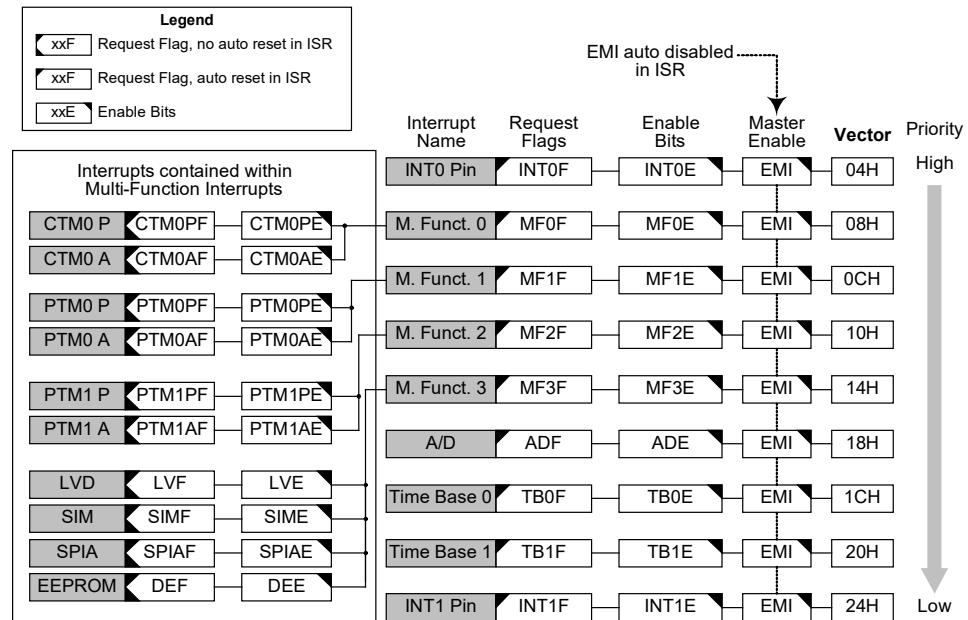 Legend
xxF Request Flag, no auto reset in ISR
xxF Request Flag, auto reset in ISR
xxE Enable Bits
EMI auto disabled
in ISR
Interrupt Name Request Flags Enable Bits Master Enable Vector Priority
INT0 Pin INT0F INT0E EMI 04H High
Interrupts contained within
Multi-Function Interrupts
CTM0 P CTM0PF CTM0PE M. Funct. 0 MF0F MF0E EMI 08H
CTM0 A CTM0AF CTM0AE
M. Funct. 1 MF1F MF1E EMI 0CH
PTM0 P PTM0PF PTM0PE
PTM0 A PTM0AF PTM0AE M. Funct. 2 MF2F MF2E EMI 10H
PTM1 P PTM1PF PTM1PE M. Funct. 3 MF3F MF3E EMI 14H
PTM1 A PTM1AF PTM1AE
A/D ADF ADE EMI 18H
LVD LVF LVE
Time Base 0 TB0F TB0E EMI 1CH
SIM SIMF SIME
SPIA SPIAF SPIAE Time Base 1 TB1F TB1E EMI 20H
EEPROM DEF DEE
INT1 Pin INT1F INT1E EMI 24H Low